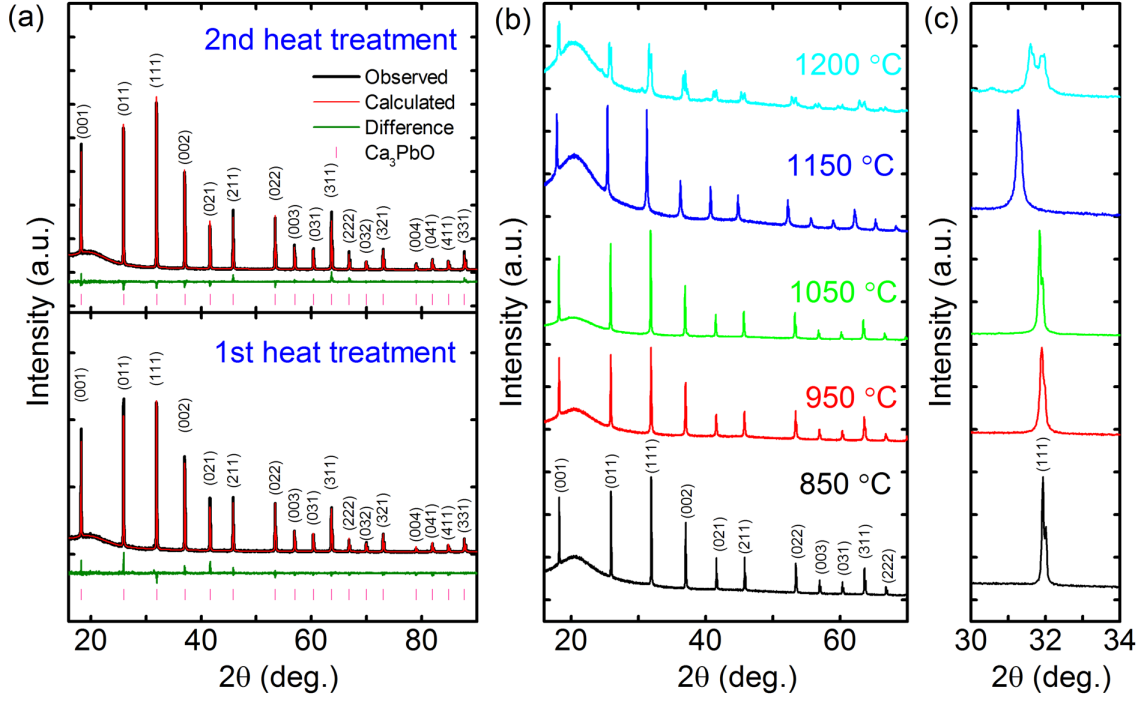 (a)
2nd heat treatment
Observed
Calculated
Difference
Ca3PbO
(001)
(011)
(111)
(002)
(021)
(211)
(022)
(003)
(031)
(311)
(222)
(032)
(321)
(004)
(041)
(411)
(331)
1st heat treatment
(001)
(011)
(111)
(002)
(021)
(211)
(022)
(003)
(031)
(311)
(222)
(032)
(321)
(004)
(041)
(411)
(331)
Intensity (a.u.)
20 40 60 80
2θ (deg.)
(b)
1200 °C
1150 °C
1050 °C
950 °C
850 °C
(001)
(011)
(111)
(002)
(021)
(211)
(022)
(003)
(031)
(311)
(222)
Intensity (a.u.)
20 40 60
2θ (deg.)
(c)
(111)
Intensity (a.u.)
30 32 34
2θ (deg.)